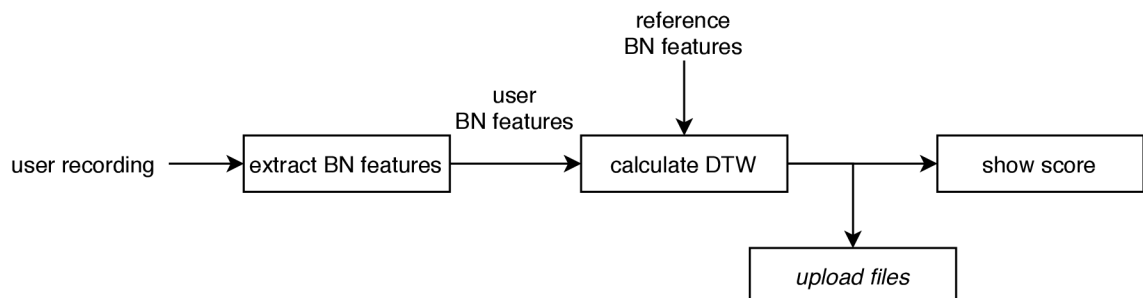 reference
BN features
user
BN features
user recording
extract BN features
calculate DTW
show score
upload files